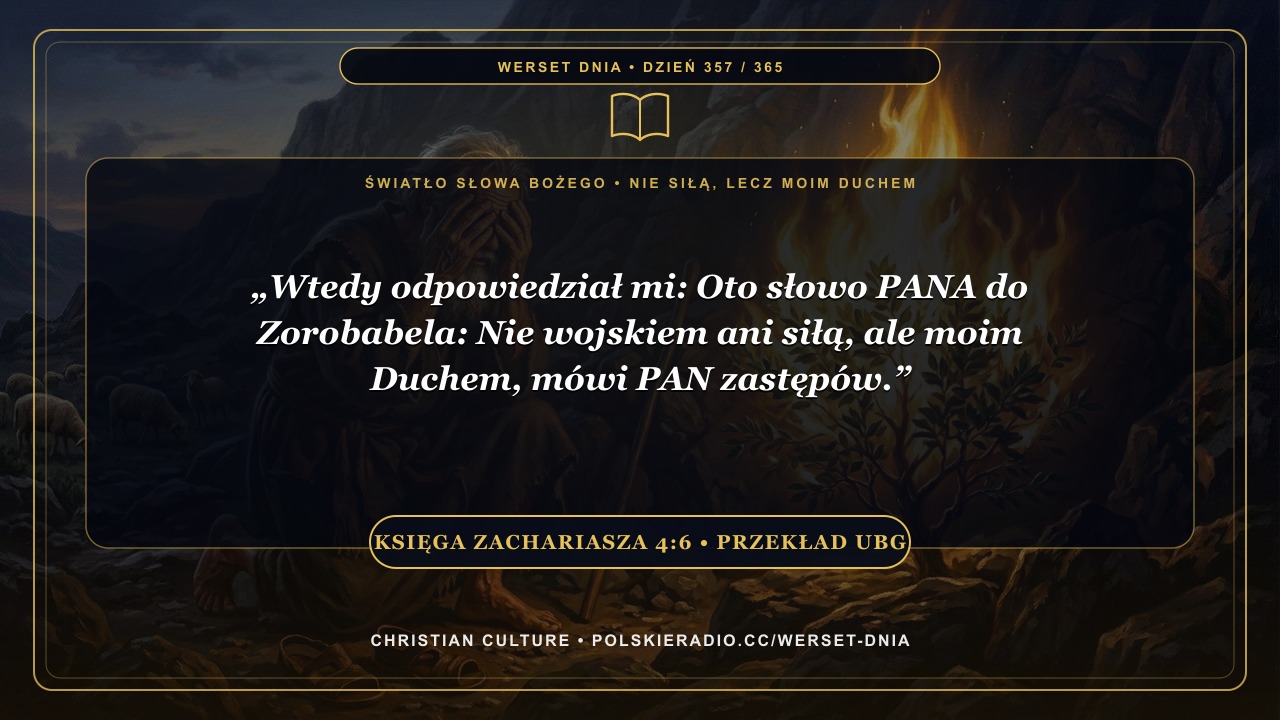 WERSET DNIA • DZIEŃ 357 / 365
ŚWIATŁO SŁOWA BOŻEGO • NIE SIŁĄ, LECZ MOIM DUCHEM
„Wtedy odpowiedział mi: Oto słowo PANA do
Zorobabela: Nie wojskiem ani siłą, ale moim
Duchem, mówi PAN zastępów.”
KSIĘGA ZACHARIASZA 4:6 • PRZEKŁAD UBG
CHRISTIAN CULTURE • POLSKIERADIO.CC/WERSET-DNIA